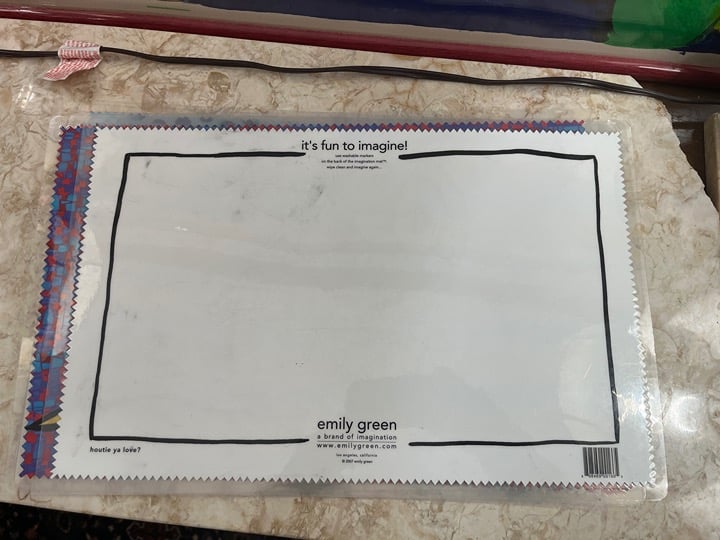 it's fun to imagine!
use washable markers
on the back of the imagination mat™
wipe clean and imagine again...
emily green
a brand of imagination
www.emilygreen.com
los angeles, california
© 2007 emily green
houtie ya love?